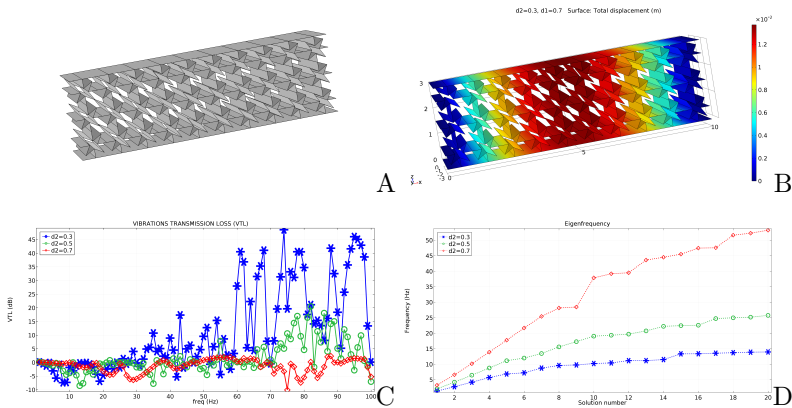 d2=0.3, d1=0.7 Surface: Total displacement (m)
×10⁻²
1.2
1
0.8
0.6
0.4
0.2
0
3
2
1
0
0
5
10
z
y x
A
B
VIBRATIONS TRANSMISSION LOSS (VTL)
d2=0.3
d2=0.5
d2=0.7
VTL (dB)
45
40
35
30
25
20
15
10
5
0
-5
-10
10 20 30 40 50 60 70 80 90 100
freq (Hz)
C
Eigenfrequency
d2=0.3
d2=0.5
d2=0.7
Frequency (Hz)
50
45
40
35
30
25
20
15
10
5
2 4 6 8 10 12 14 16 18 20
Solution number
D